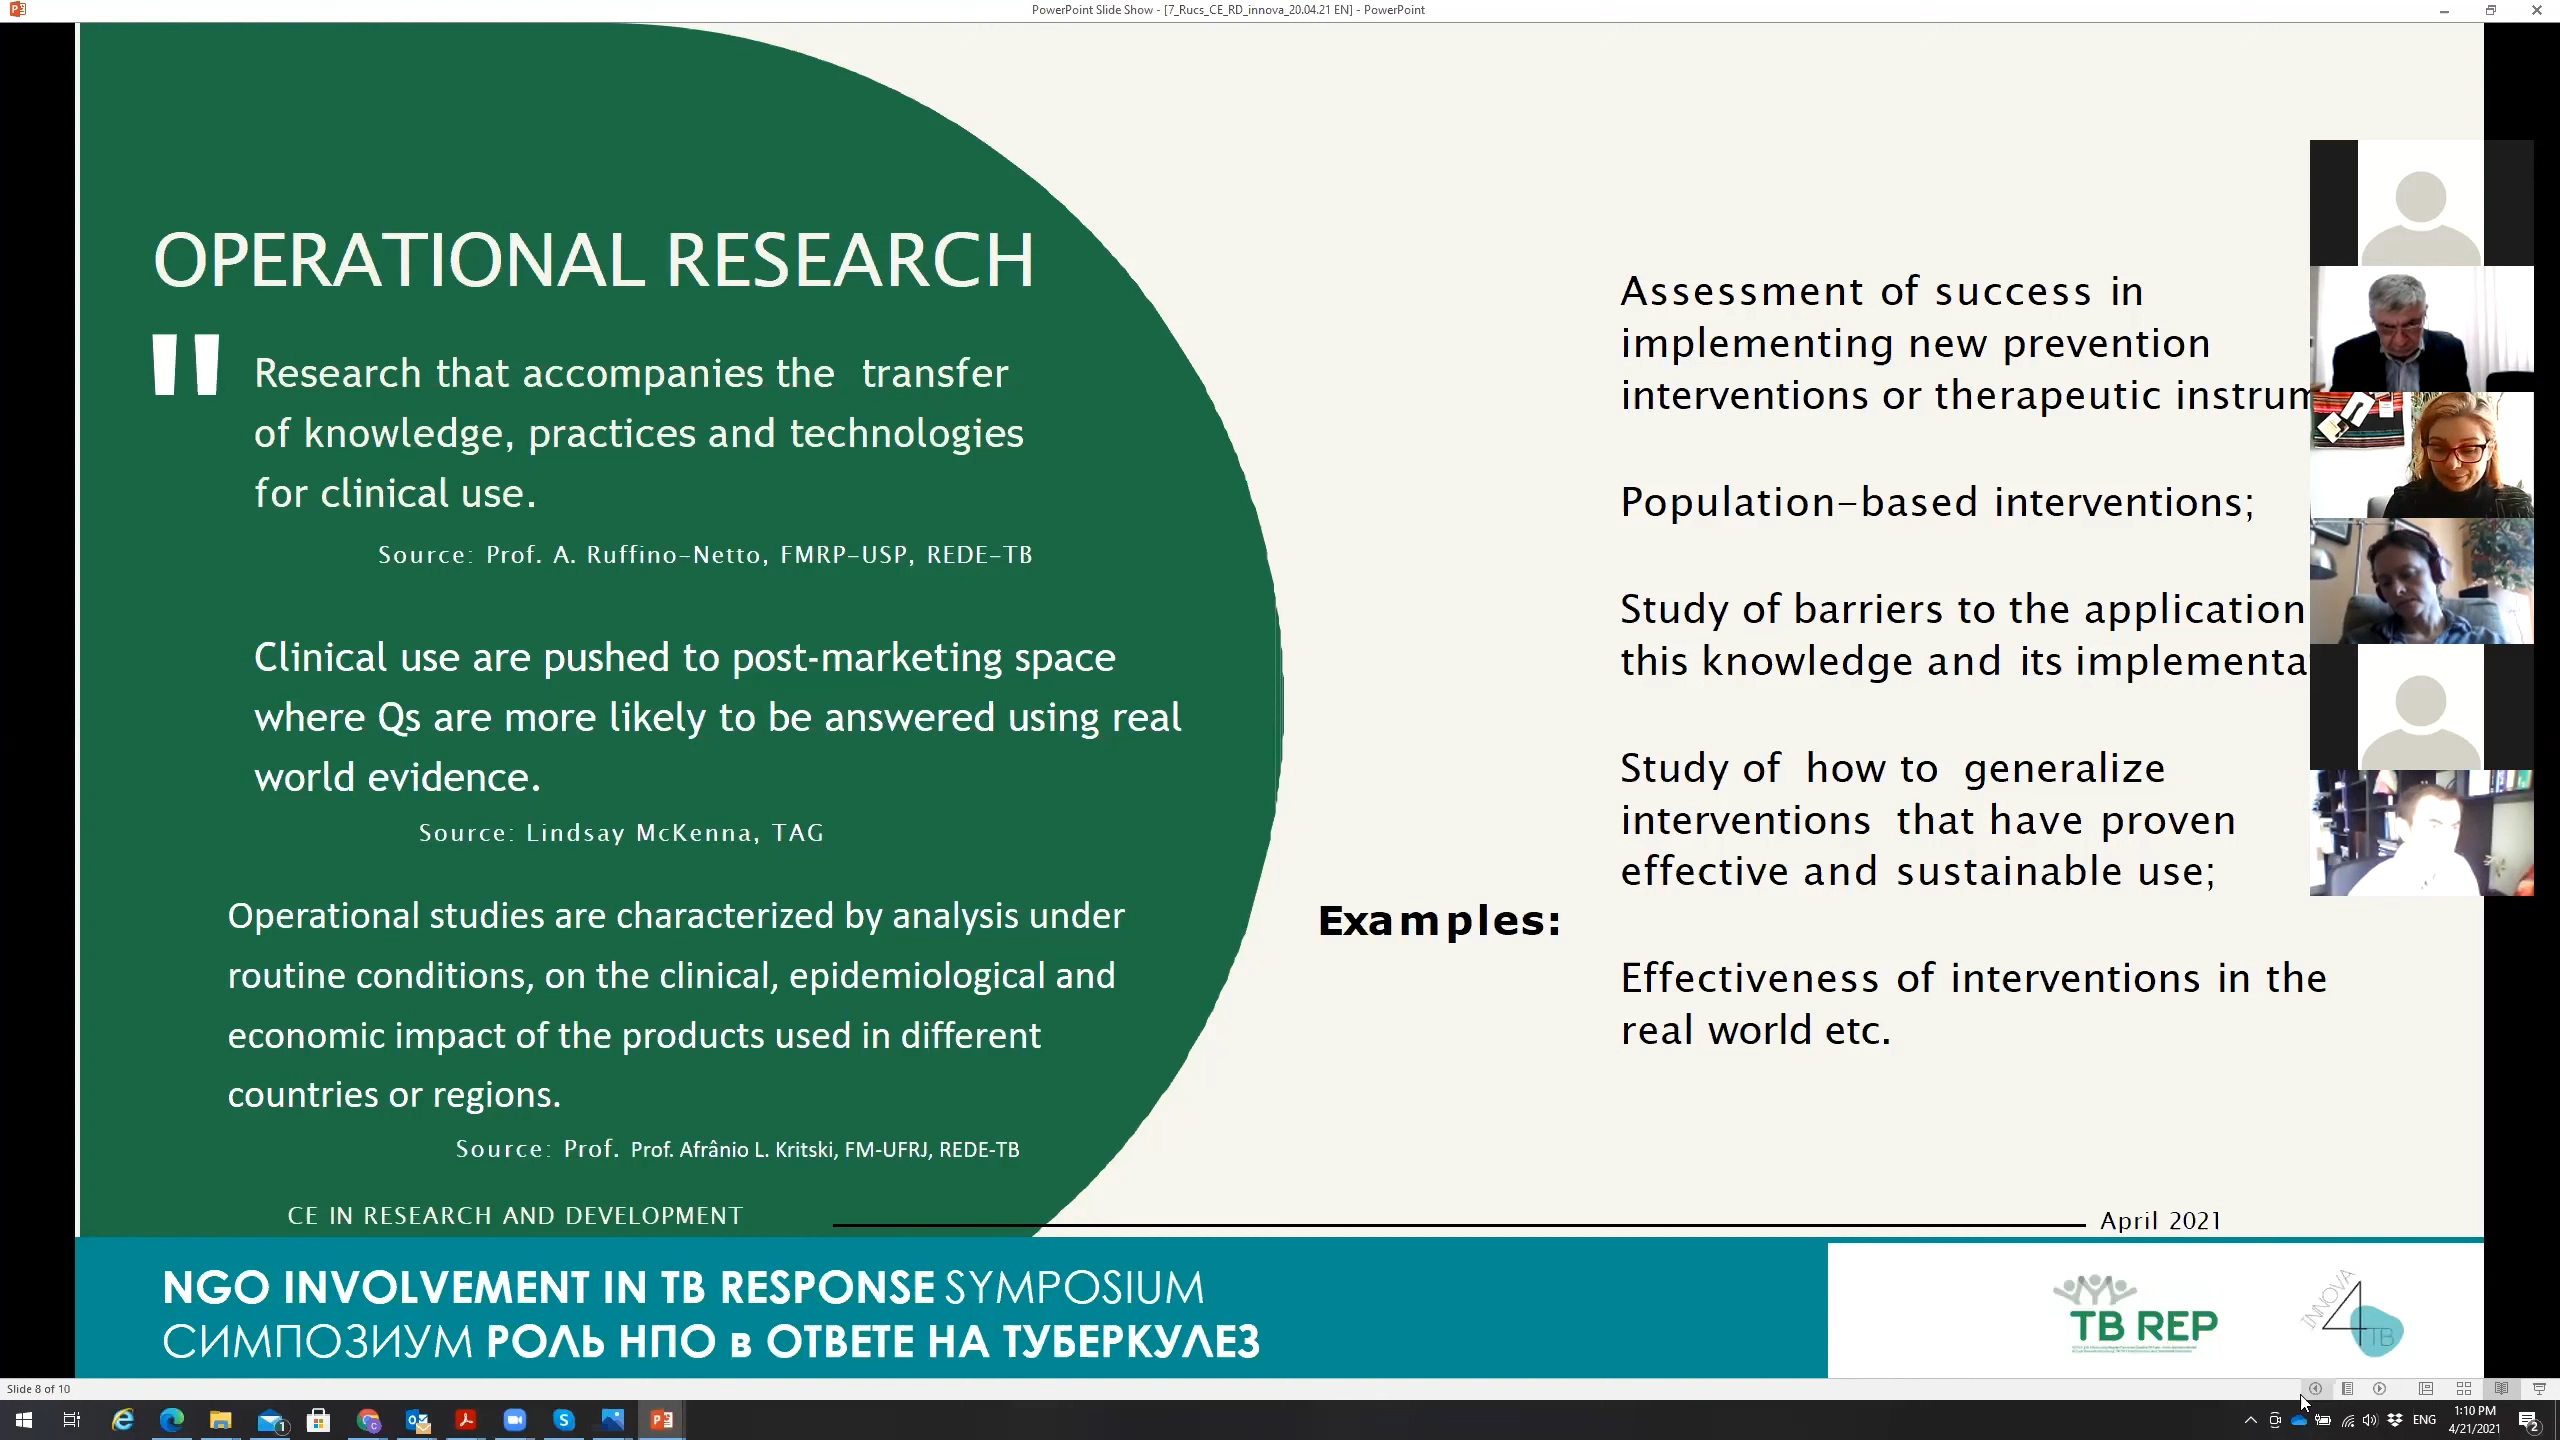 PowerPoint Slide Show - [7_Rucs_CE_RD_innova_20.04.21 EN] - PowerPoint
OPERATIONAL RESEARCH
"
Research that accompanies the transfer
of knowledge, practices and technologies
for clinical use.
Source: Prof. A. Ruffino-Netto, FMRP-USP, REDE-TB
Clinical use are pushed to post-marketing space
where Qs are more likely to be answered using real
world evidence.
Source: Lindsay McKenna, TAG
Operational studies are characterized by analysis under
routine conditions, on the clinical, epidemiological and
economic impact of the products used in different
countries or regions.
Source: Prof. Prof. Afrânio L. Kritski, FM-UFRJ, REDE-TB
Examples:
Assessment of success in
implementing new prevention
interventions or therapeutic instrum
Population-based interventions;
Study of barriers to the application
this knowledge and its implementa
Study of how to generalize
interventions that have proven
effective and sustainable use;
Effectiveness of interventions in the
real world etc.
CE IN RESEARCH AND DEVELOPMENT
April 2021
NGO INVOLVEMENT IN TB RESPONSE SYMPOSIUM
СИМПОЗИУМ РОЛЬ НПО в ОТВЕТЕ НА ТУБЕРКУЛЕЗ
TB REP
INNOVA
4
TB
Slide 8 of 10
1
ENG
1:10 PM
4/21/2021
2